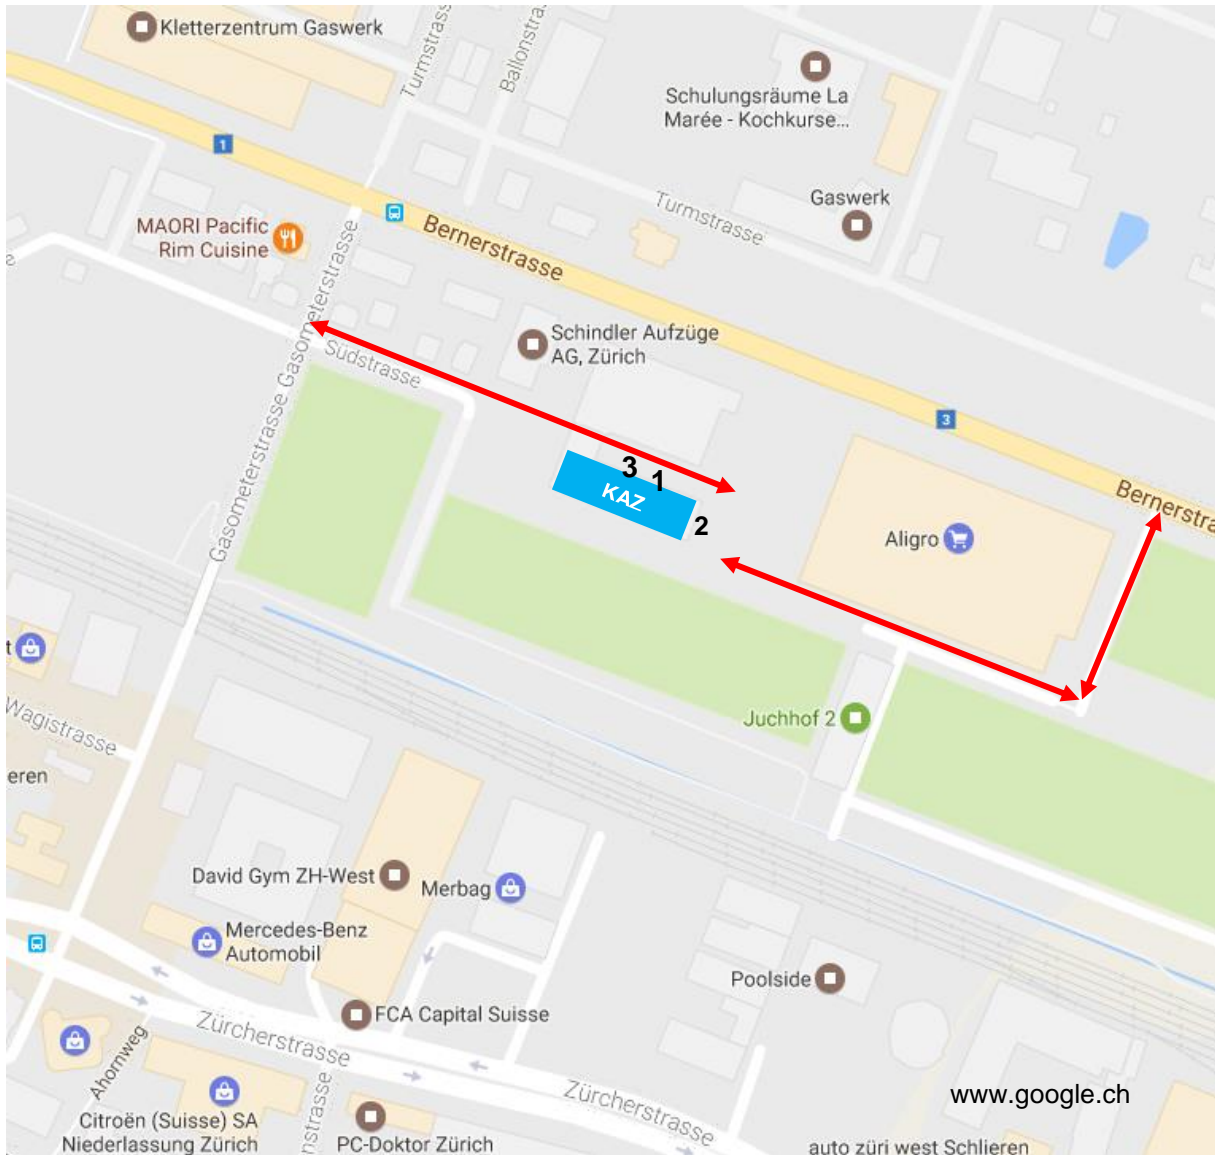 Kletterzentrum Gaswerk
Turmstrass
Ballonstra
Schulungsräume La
Marée - Kochkurse...
1
Gaswerk
Turmstrasse
MAORI Pacific
Rim Cuisine
Bernerstrasse
Gasometerstrasse Gasometerstrasse
Schindler Aufzüge
AG, Zürich
Südstrasse
3
3
1
KAZ
2
Bernerstra
Aligro
t
Wagistrasse
Juchhof 2
eren
David Gym ZH-West
Merbag
Mercedes-Benz
Automobil
Poolside
FCA Capital Suisse
Zürcherstrasse
Ahornweg
www.google.ch
Zürcherstrasse
Citroën (Suisse) SA
Niederlassung Zürich
nstrasse
PC-Doktor Zürich
auto züri west Schlieren